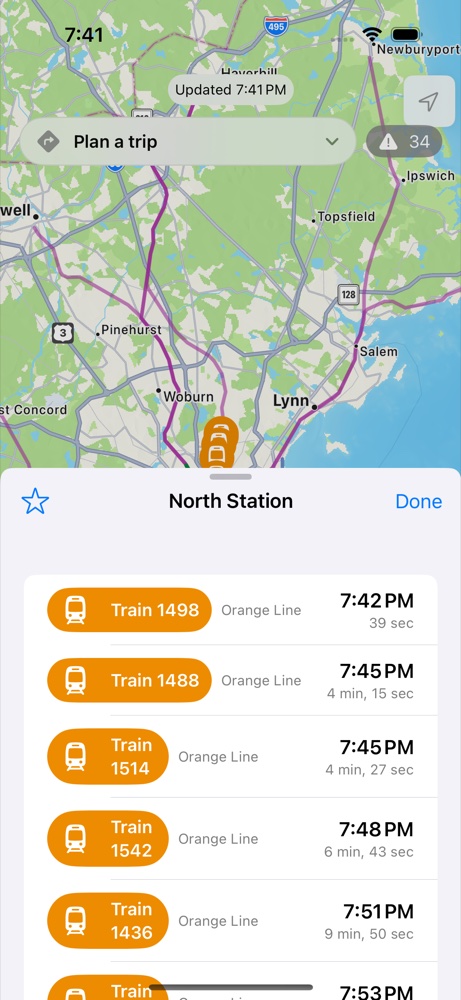 7:41
495
Newburyport
Haverhill
Updated 7:41 PM
Plan a trip
34
Ipswich
well
Topsfield
128
3
Pinehurst
Salem
Woburn
Lynn
st Concord
North Station
Done
Train 1498 Orange Line 7:42 PM
39 sec
Train 1488 Orange Line 7:45 PM
4 min, 15 sec
Train
1514
Orange Line
7:45 PM
4 min, 27 sec
Train
1542
Orange Line
7:48 PM
6 min, 43 sec
Train
1436
Orange Line
7:51 PM
9 min, 50 sec
Train
7:53 PM